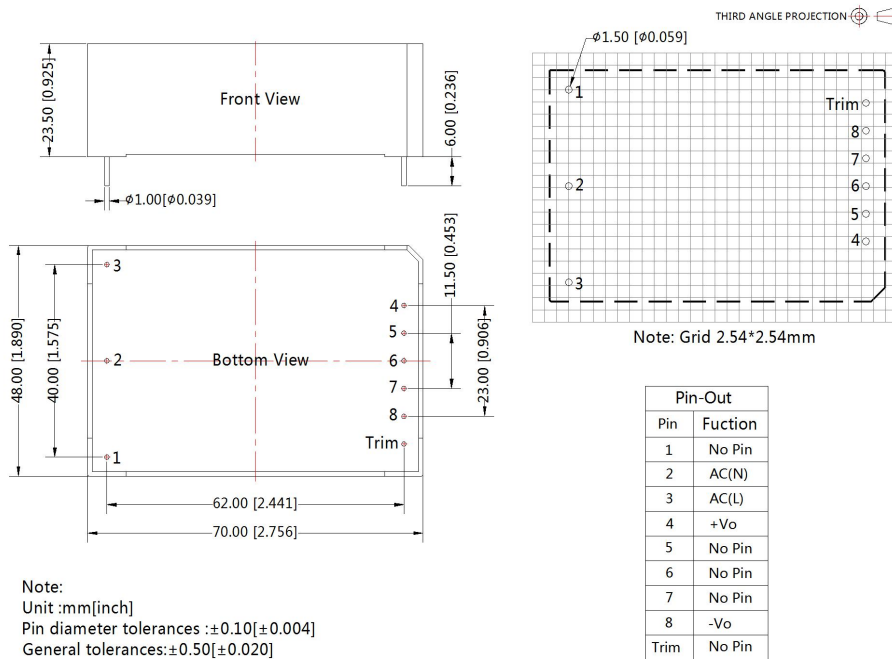 THIRD ANGLE PROJECTION
23.50 [0.925]
Front View
6.00 [0.236]
ϕ1.00[ϕ0.039]
ϕ1.50 [ϕ0.059]
1
2
3
Trim
8
7
6
5
4
Note: Grid 2.54*2.54mm
48.00 [1.890]
40.00 [1.575]
3
2
1
Bottom View
4
5
6
7
8
Trim
11.50 [0.453]
23.00 [0.906]
62.00 [2.441]
70.00 [2.756]
Pin-Out
Pin Fuction
1 No Pin
2 AC(N)
3 AC(L)
4 +Vo
5 No Pin
6 No Pin
7 No Pin
8 -Vo
Trim No Pin
Note:
Unit :mm[inch]
Pin diameter tolerances :±0.10[±0.004]
General tolerances:±0.50[±0.020]